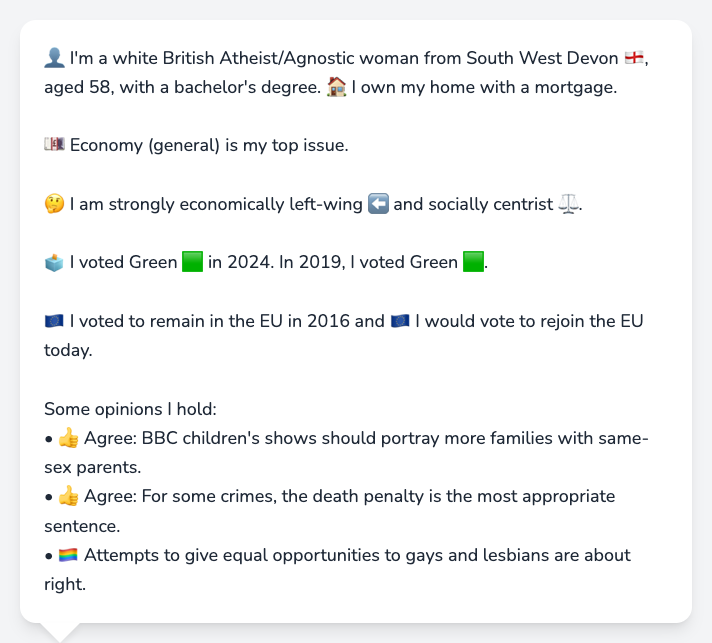 👤 I'm a white British Atheist/Agnostic woman from South West Devon 🏴󠁧󠁢󠁥󠁮󠁧󠁿,
aged 58, with a bachelor's degree. 🏠 I own my home with a mortgage.
💷 Economy (general) is my top issue.
🤔 I am strongly economically left-wing ⬅️ and socially centrist ⚖️.
🗳️ I voted Green 🟩 in 2024. In 2019, I voted Green 🟩.
🇪🇺 I voted to remain in the EU in 2016 and 🇪🇺 I would vote to rejoin the EU
today.
Some opinions I hold:
• 👍 Agree: BBC children's shows should portray more families with same-
sex parents.
• 👍 Agree: For some crimes, the death penalty is the most appropriate
sentence.
• 🏳️‍🌈 Attempts to give equal opportunities to gays and lesbians are about
right.